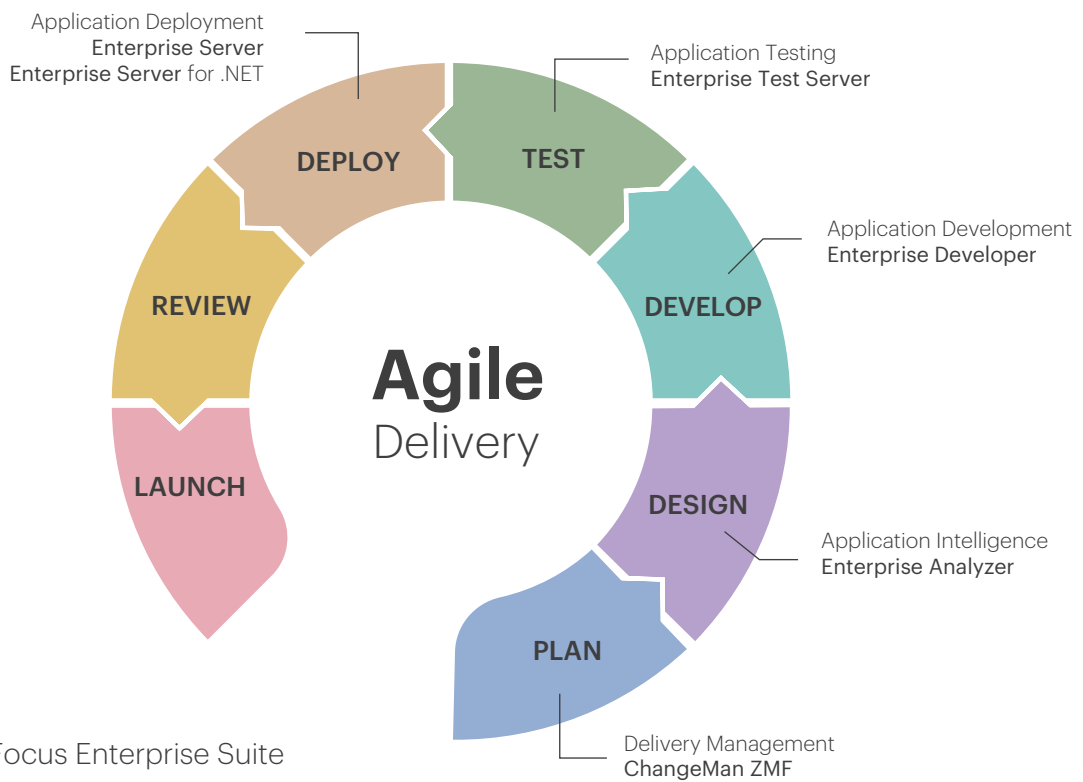 Application Deployment
Enterprise Server
Enterprise Server for .NET
Application Testing
Enterprise Test Server
DEPLOY
TEST
Application Development
Enterprise Developer
REVIEW
DEVELOP
Agile
Delivery
LAUNCH
DESIGN
Application Intelligence
Enterprise Analyzer
PLAN
Focus Enterprise Suite
Delivery Management
ChangeMan ZMF